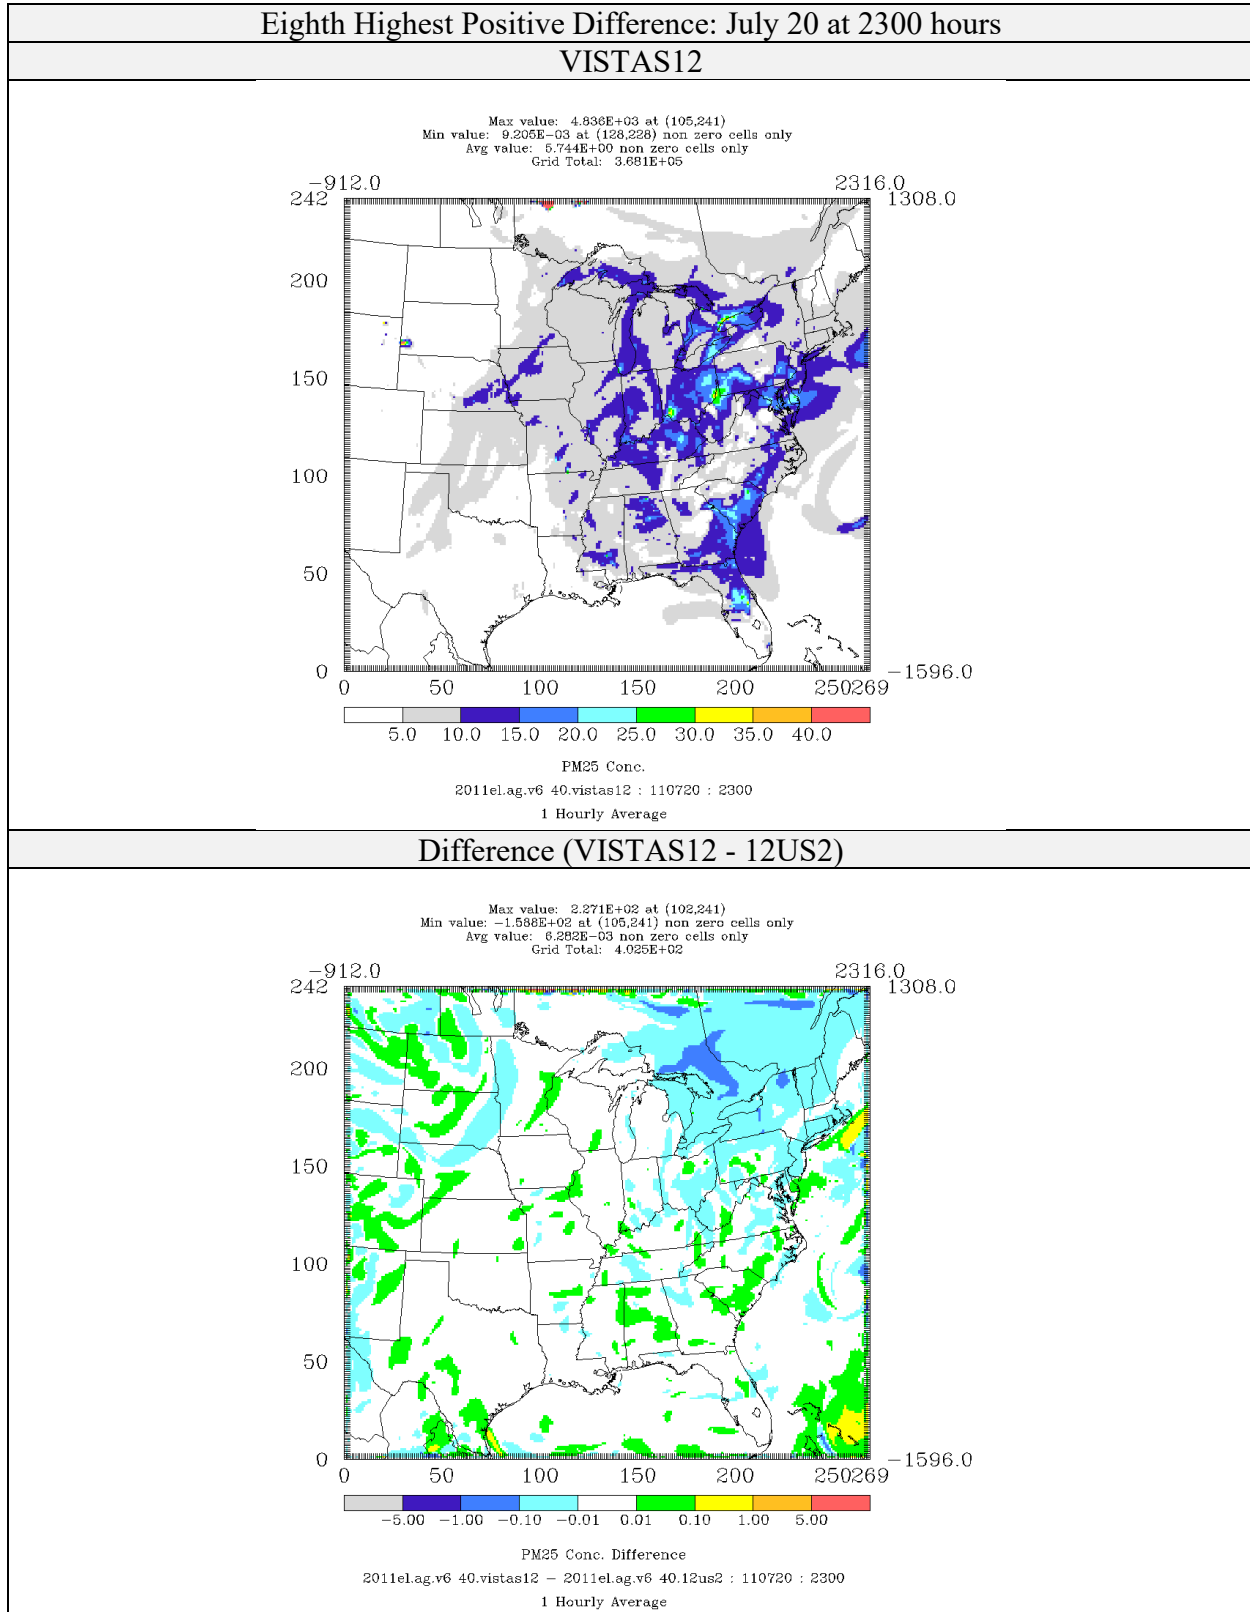 Eighth Highest Positive Difference: July 20 at 2300 hours
VISTAS12
Max value: 4.836E+03 at (105,241)
Min value: 9.205E−03 at (128,228) non zero cells only
Avg value: 5.744E+00 non zero cells only
Grid Total: 3.681E+05
−912.0 2316.0
242 1308.0
200
150
100
50
0 −1596.0
0 50 100 150 200 250269
5.0 10.0 15.0 20.0 25.0 30.0 35.0 40.0
PM25 Conc.
2011el.ag.v6 40.vistas12 : 110720 : 2300
1 Hourly Average
Difference (VISTAS12 - 12US2)
Max value: 2.271E+02 at (102,241)
Min value: −1.588E+02 at (105,241) non zero cells only
Avg value: 6.282E−03 non zero cells only
Grid Total: 4.025E+02
−912.0 2316.0
242 1308.0
200
150
100
50
0 −1596.0
0 50 100 150 200 250269
−5.00 −1.00 −0.10 −0.01 0.01 0.10 1.00 5.00
PM25 Conc. Difference
2011el.ag.v6 40.vistas12 − 2011el.ag.v6 40.12us2 : 110720 : 2300
1 Hourly Average